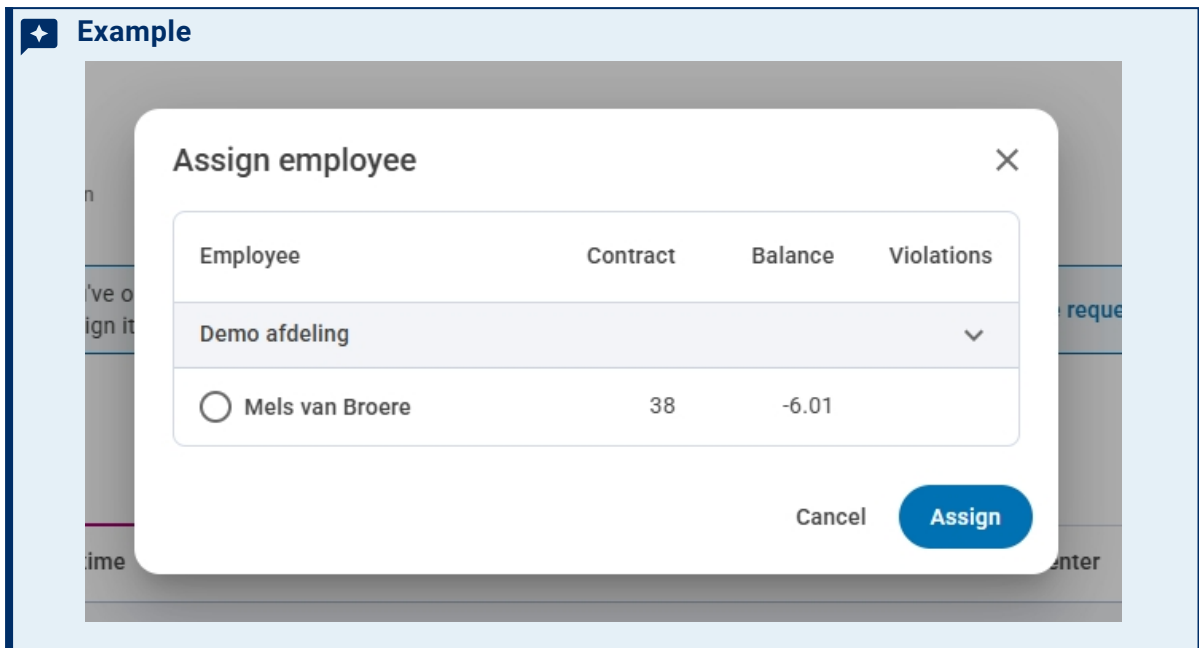 Example
Assign employee
n
Employee Contract Balance Violations
've o
ign it
reque
Demo afdeling
Mels van Broere 38 -6.01
Cancel Assign
time
enter